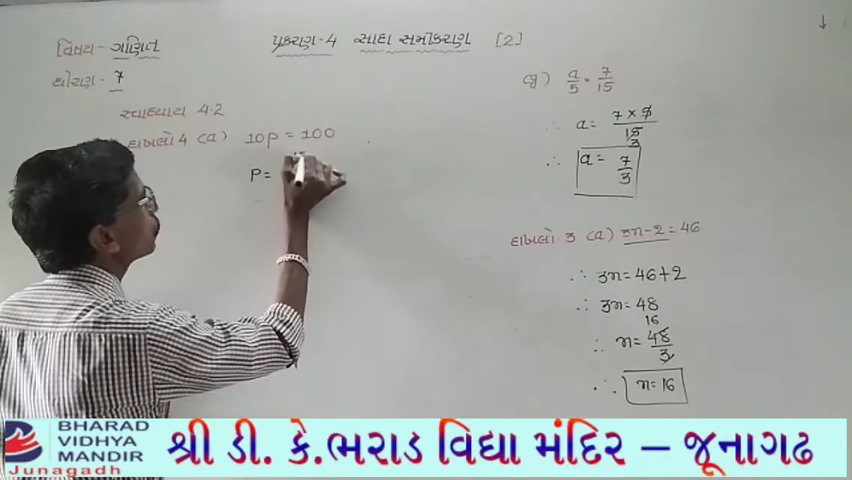 વિષય - ગણિત
પ્રકરણ-4 સાદા સમીકરણ [2]
ધોરણ - 7
સ્વાધ્યાય 4.2
દાખલો 4 (a) 10p = 100
P =
a/5 = 7/15
∴ a = 7 × 5 / 15 3
∴ a = 7/3
દાખલો 3 (a) 3n-2 = 46
∴ 3n = 46+2
∴ 3n = 48
16
∴ n = 48/3
∴ n = 16
BHARAD
VIDHYA
MANDIR
Junagadh
શ્રી ડી. કે.ભરાડ વિદ્યા મંદિર – જૂનાગઢ